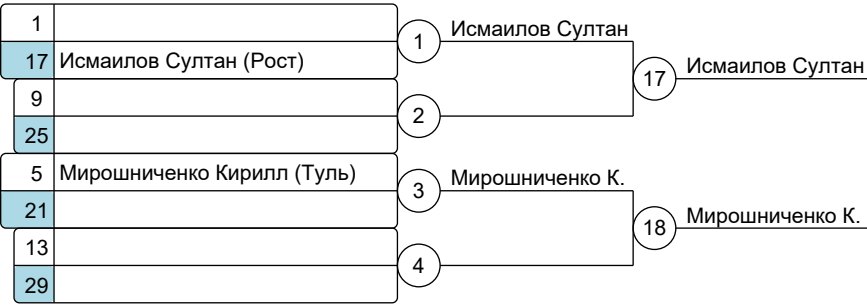 1
1 Исмаилов Султан
17 Исмаилов Султан (Рост)
17 Исмаилов Султан
9
2
25
5 Мирошниченко Кирилл (Туль)
3 Мирошниченко К.
21
18 Мирошниченко К.
13
4
29